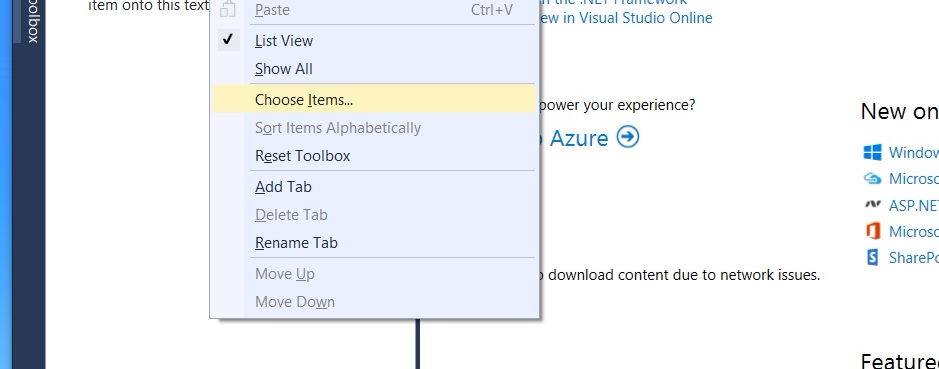 oolbox
item onto this text
Paste Ctrl+V
List View
Show All
Choose Items...
Sort Items Alphabetically
Reset Toolbox
Add Tab
Delete Tab
Rename Tab
Move Up
Move Down
the .NET Framework
ew in Visual Studio Online
power your experience?
Azure
download content due to network issues.
New on
Window
Microso
ASP.NE
Microso
SharePo
Feature